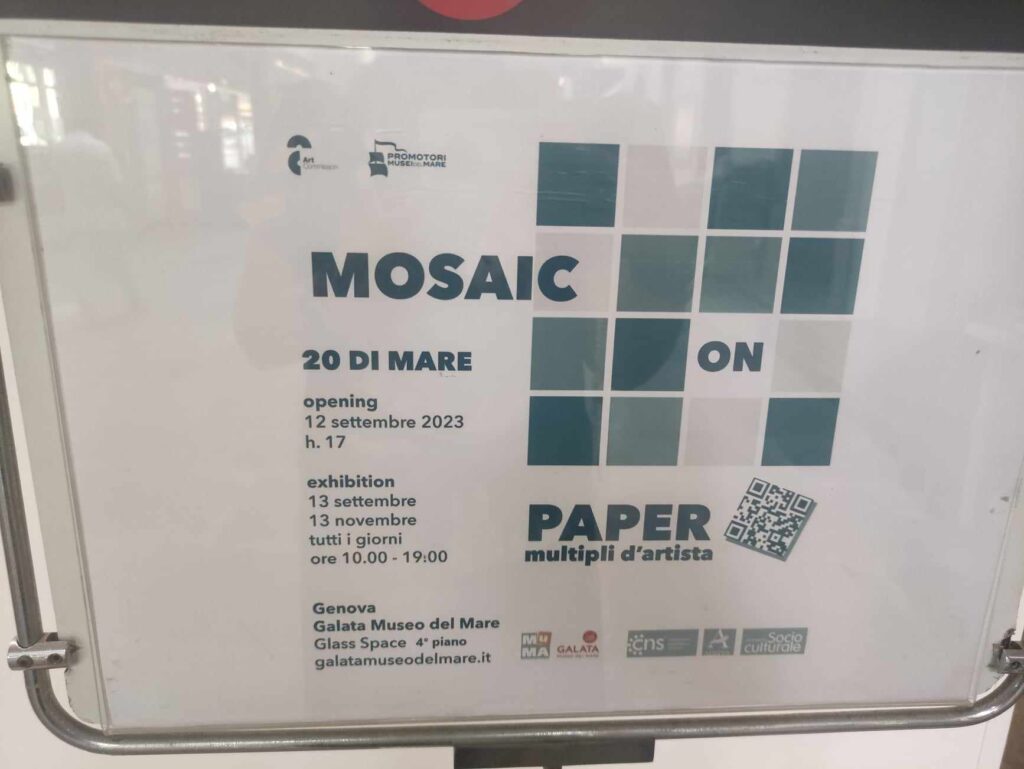 Art
Commission
PROMOTORI
MUSEI DEL MARE
MOSAIC
ON
PAPER
multipli d'artista
20 DI MARE
opening
12 settembre 2023
h. 17
exhibition
13 settembre
13 novembre
tutti i giorni
ore 10.00 - 19:00
Genova
Galata Museo del Mare
Glass Space 4° piano
galatamuseodelmare.it
MUMA
GALATA
cns
Socio
culturale